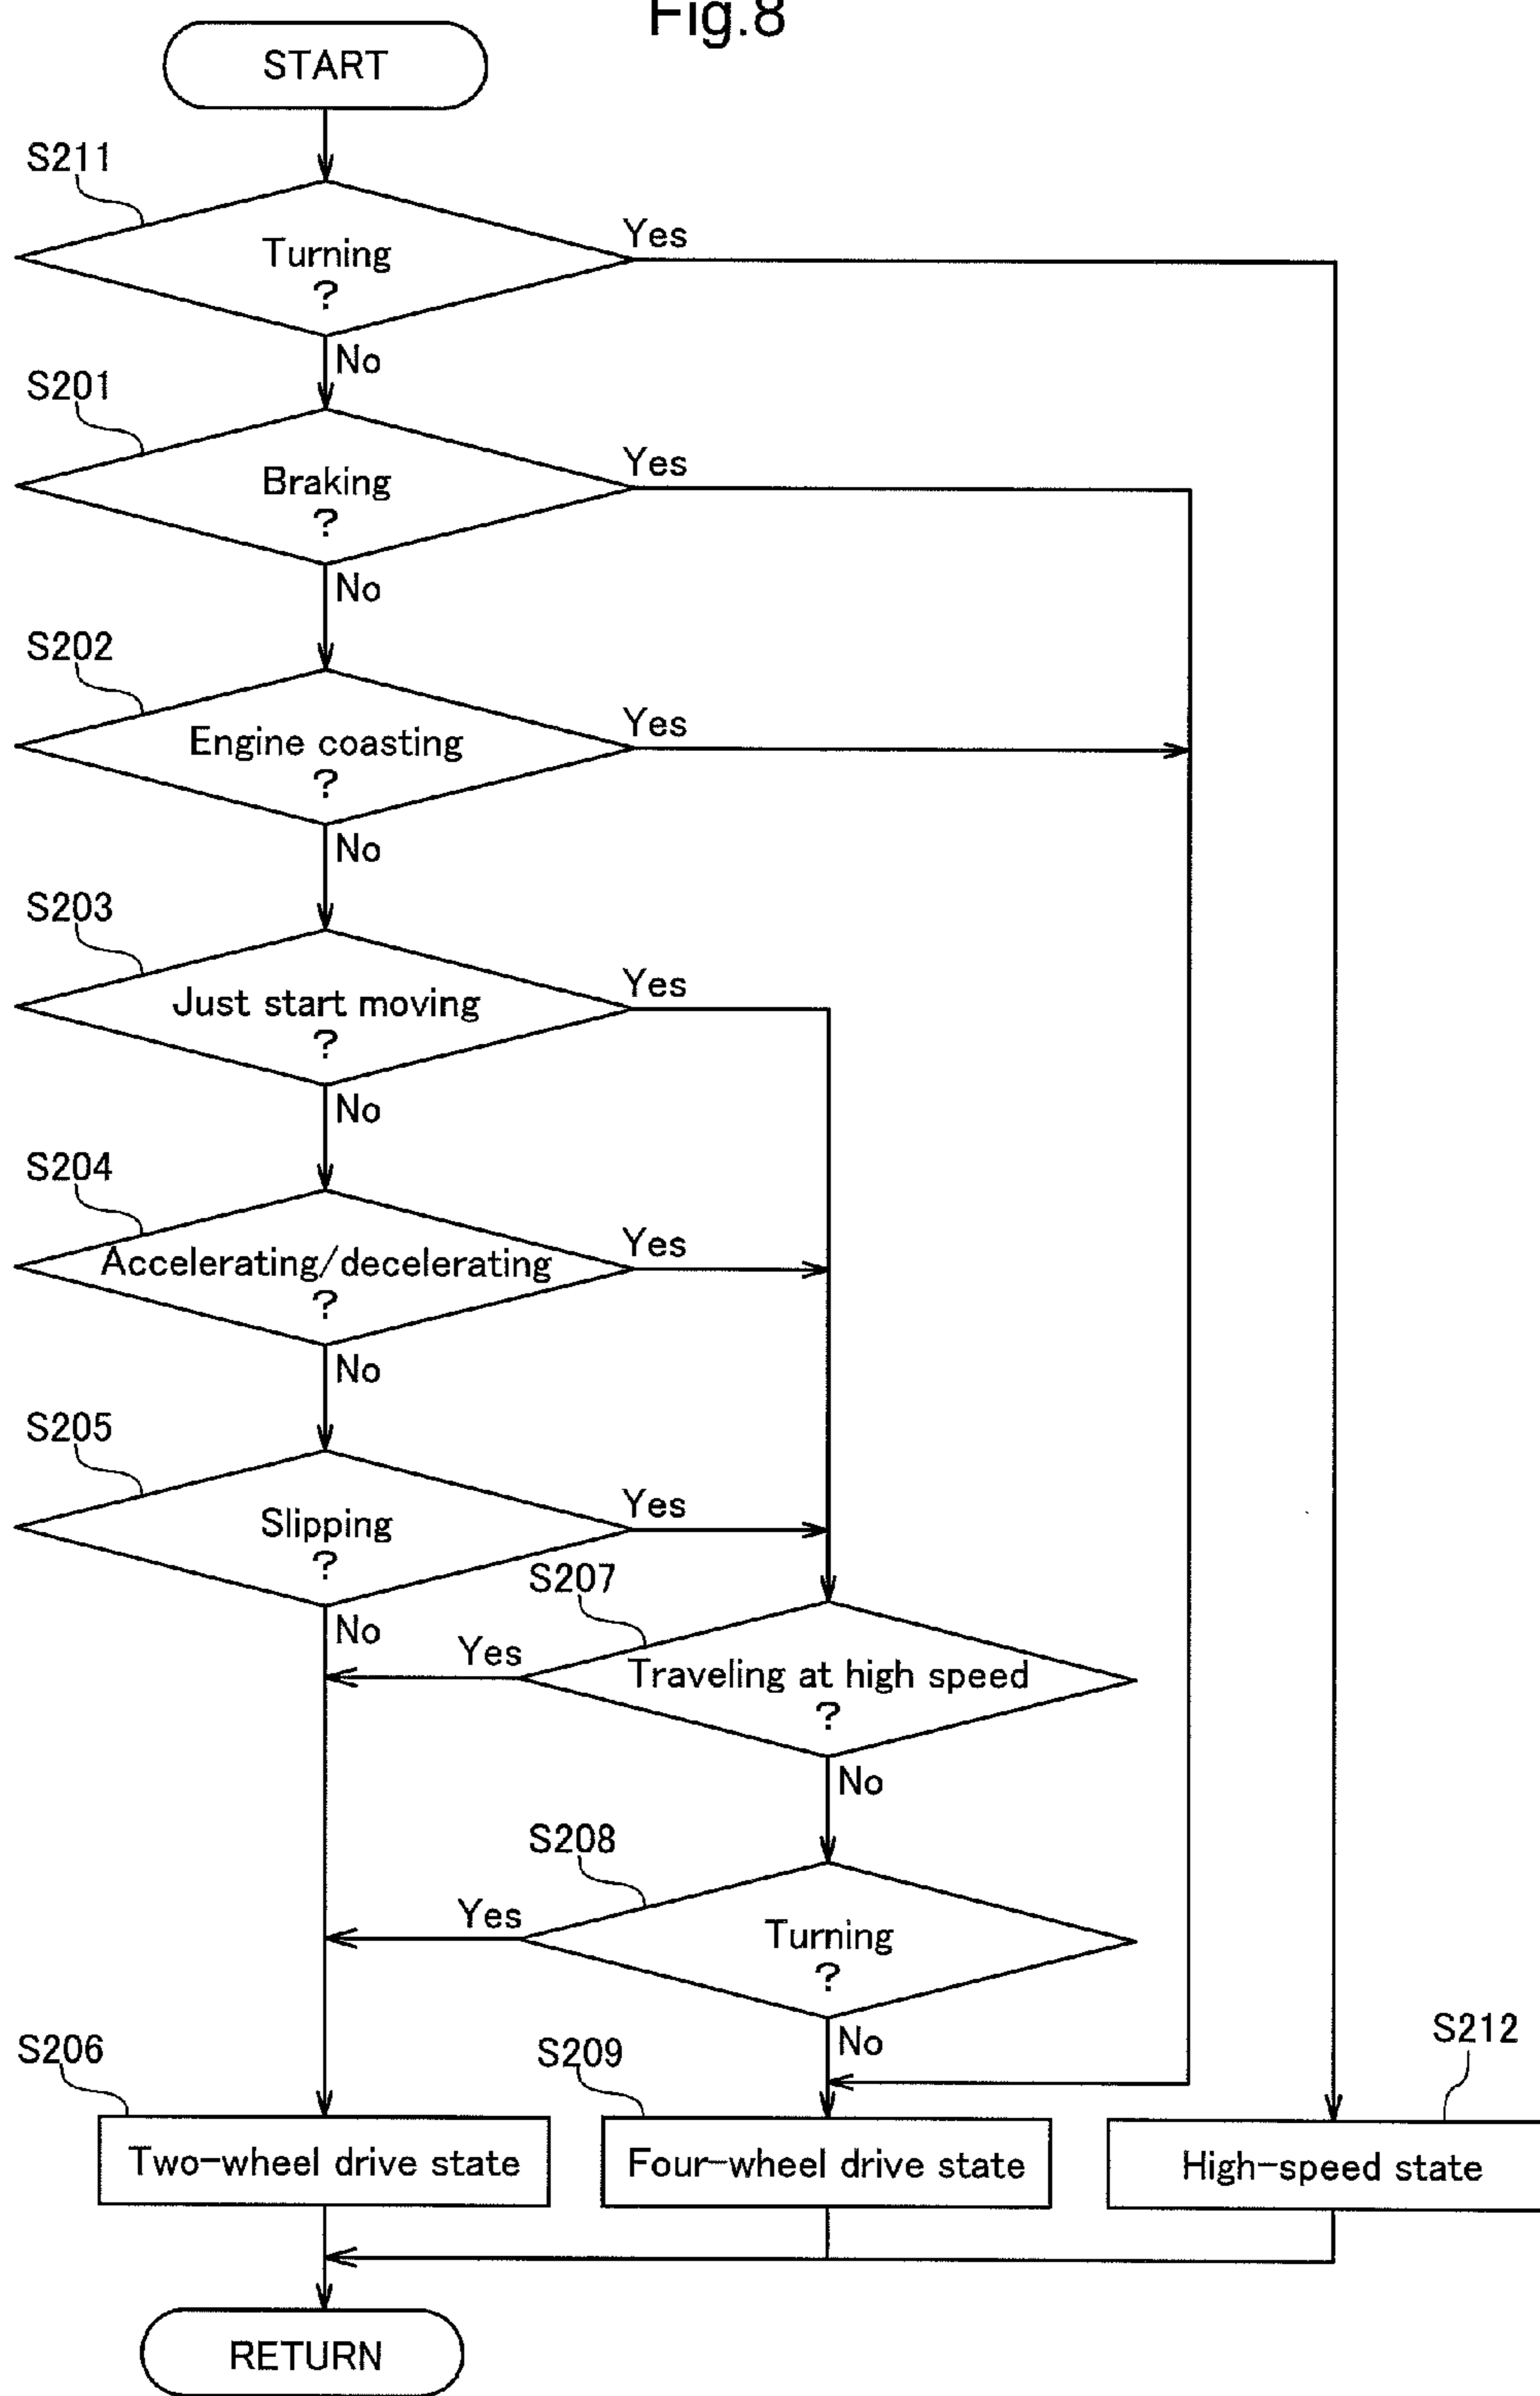 Fig.8
START
S211
Turning
?
Yes
No
S201
Braking
?
Yes
No
S202
Engine coasting
?
Yes
No
S203
Just start moving
?
Yes
No
S204
Accelerating/decelerating
?
Yes
No
S205
Slipping
?
Yes
No
S207
Traveling at high speed
?
Yes
No
S208
Turning
?
Yes
No
S206
Two-wheel drive state
S209
Four-wheel drive state
S212
High-speed state
RETURN